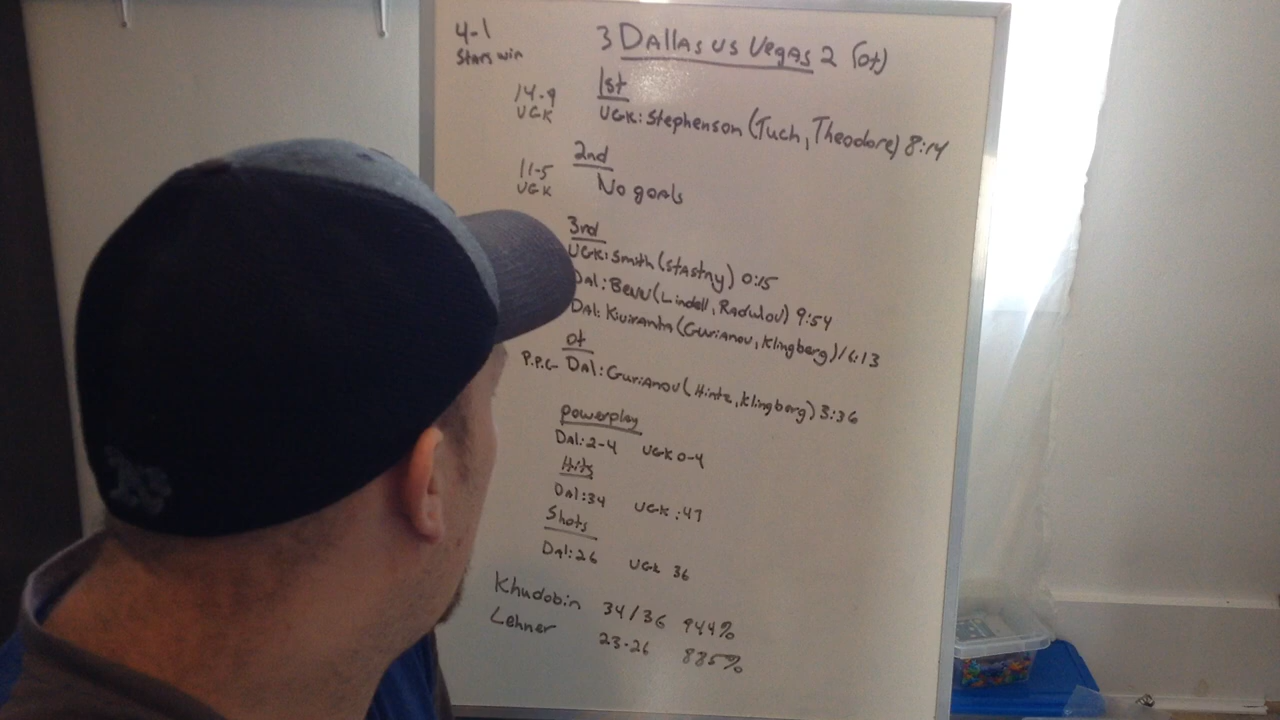 4-1
Stars win
3 Dallas vs Vegas 2 (ot)
1st
14-9
VGK
VGK: Stephenson (Tuch, Theodore) 8:14
2nd
11-5
VGK
No goals
3rd
VGK: Smith (Stastny) 0:15
Dal: Benn (Lindell, Radulov) 9:54
Dal: Kiviranta (Gurianov, Klingberg) 16:13
ot
P.P.G- Dal: Gurianov (Hintz, Klingberg) 3:36
powerplay
Dal: 2-4 VGK 0-4
Hits
Dal: 34 VGK: 47
Shots
Dal: 26 VGK 36
Khudobin 34/36 944%
Lehner 23-26 885%